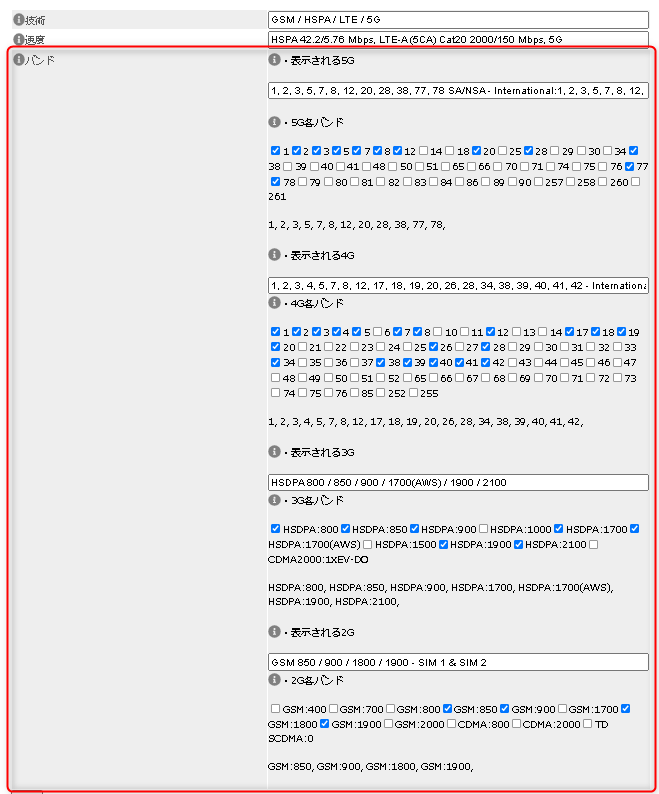 技術
GSM / HSPA / LTE / 5G
速度
HSPA 42.2/5.76 Mbps, LTE-A (5CA) Cat20 2000/150 Mbps, 5G
バンド
・表示される5G
1, 2, 3, 5, 7, 8, 12, 20, 28, 38, 77, 78 SA/NSA - International:1, 2, 3, 5, 7, 8, 12,
・5G各バンド
1 2 3 5 7 8 12 14 18 20 25 28 29 30 34
38 39 40 41 48 50 51 65 66 70 71 74 75 76 77
78 79 80 81 82 83 84 86 89 90 257 258 260
261
1, 2, 3, 5, 7, 8, 12, 20, 28, 38, 77, 78,
・表示される4G
1, 2, 3, 4, 5, 7, 8, 12, 17, 18, 19, 20, 26, 28, 34, 38, 39, 40, 41, 42 - Internationa
・4G各バンド
1 2 3 4 5 6 7 8 10 11 12 13 14 17 18 19
20 21 22 23 24 25 26 27 28 29 30 31 32 33
34 35 36 37 38 39 40 41 42 43 44 45 46 47
48 49 50 51 52 65 66 67 68 69 70 71 72 73
74 75 76 85 252 255
1, 2, 3, 4, 5, 7, 8, 12, 17, 18, 19, 20, 26, 28, 34, 38, 39, 40, 41, 42,
・表示される3G
HSDPA 800 / 850 / 900 / 1700(AWS) / 1900 / 2100
・3G各バンド
HSDPA:800 HSDPA:850 HSDPA:900 HSDPA:1000 HSDPA:1700
HSDPA:1700(AWS) HSDPA:1500 HSDPA:1900 HSDPA:2100
CDMA2000:1xEV-DO
HSDPA:800, HSDPA:850, HSDPA:900, HSDPA:1700, HSDPA:1700(AWS),
HSDPA:1900, HSDPA:2100,
・表示される2G
GSM 850 / 900 / 1800 / 1900 - SIM 1 & SIM 2
・2G各バンド
GSM:400 GSM:700 GSM:800 GSM:850 GSM:900 GSM:1700
GSM:1800 GSM:1900 GSM:2000 CDMA:800 CDMA:2000 TD
SCDMA:0
GSM:850, GSM:900, GSM:1800, GSM:1900,